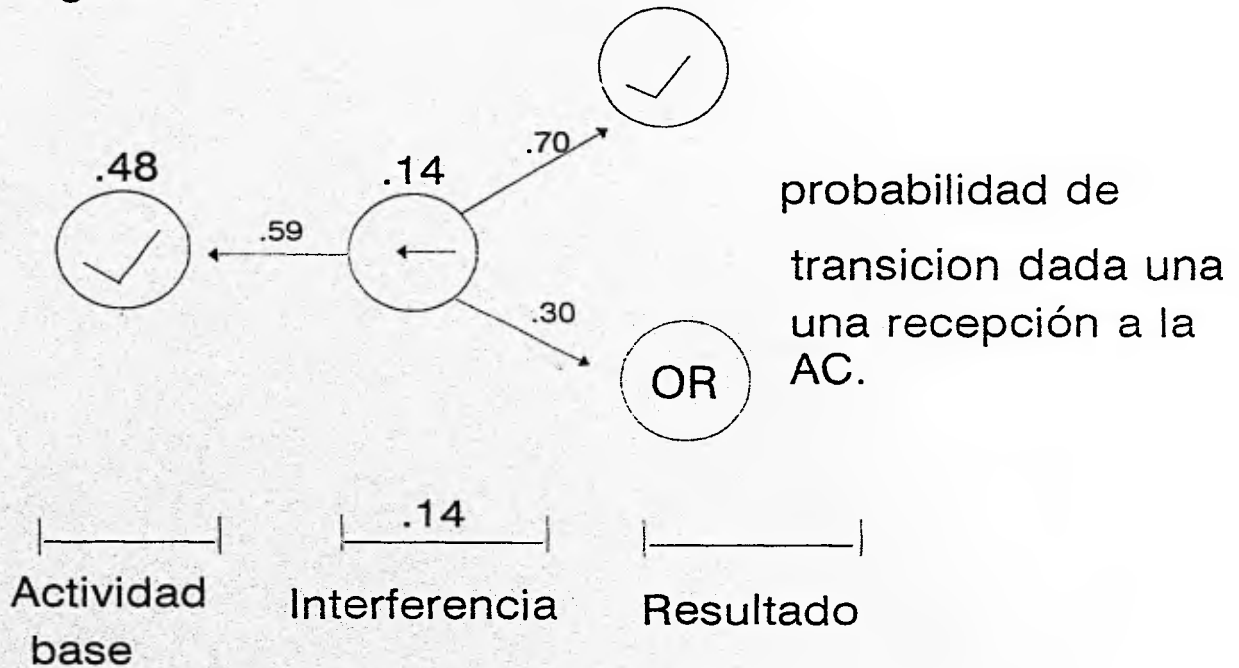 .70
.48
.14
.59
.30
OR
probabilidad de
transicion dada una
una recepción a la
AC.
.14
Actividad
base
Interferencia
Resultado